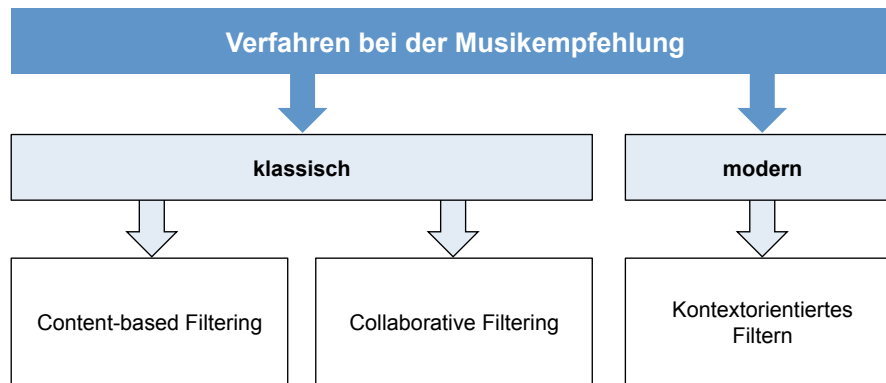 Verfahren bei der Musikempfehlung
klassisch
modern
Content-based Filtering
Collaborative Filtering
Kontextorientiertes
Filtern